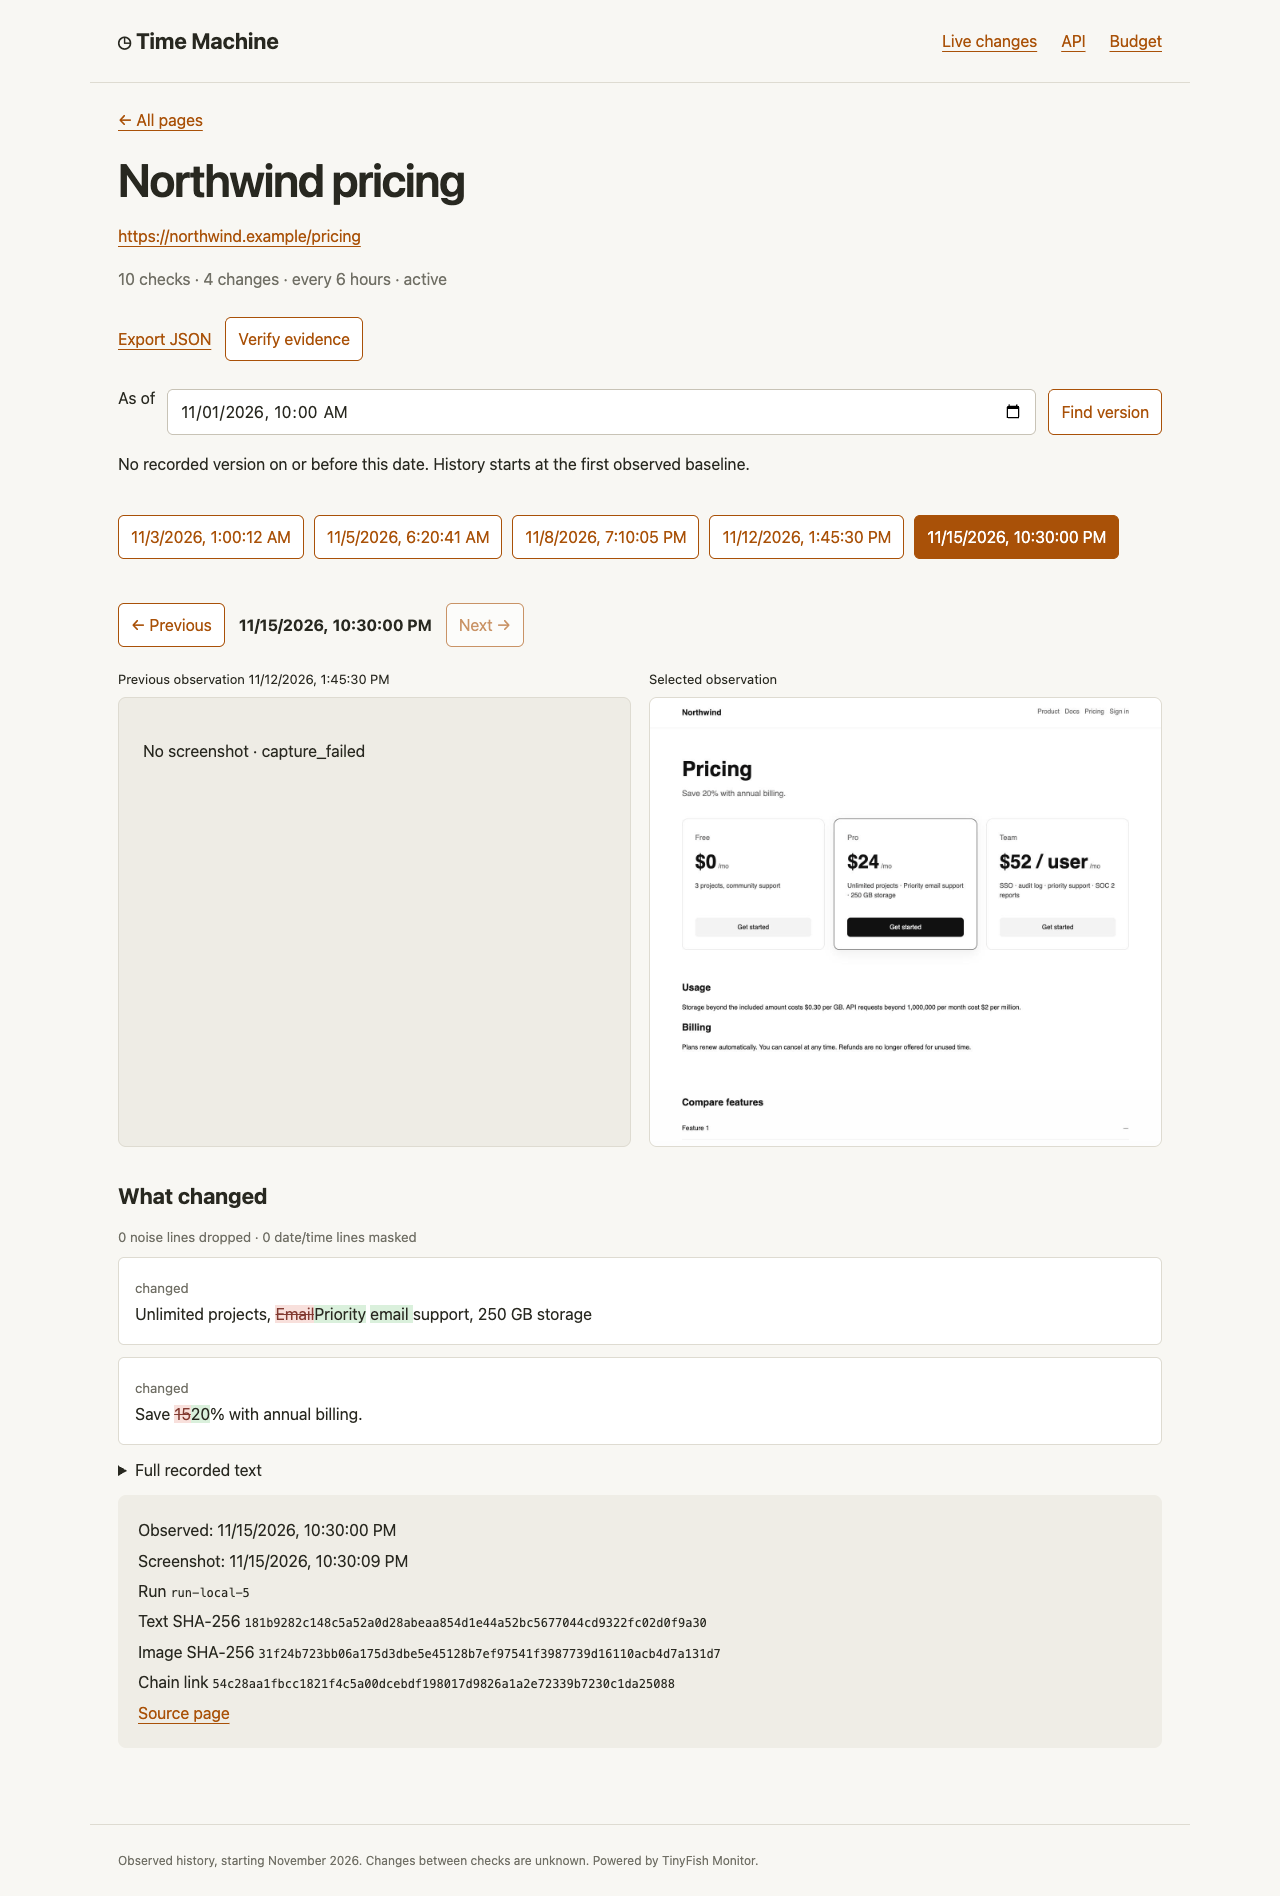 ◷ Time Machine
Live changes API Budget
← All pages
Northwind pricing
https://northwind.example/pricing
10 checks · 4 changes · every 6 hours · active
Export JSON Verify evidence
As of 11/01/2026, 10:00 AM Find version
No recorded version on or before this date. History starts at the first observed baseline.
11/3/2026, 1:00:12 AM 11/5/2026, 6:20:41 AM 11/8/2026, 7:10:05 PM 11/12/2026, 1:45:30 PM 11/15/2026, 10:30:00 PM
← Previous 11/15/2026, 10:30:00 PM Next →
Previous observation 11/12/2026, 1:45:30 PM
No screenshot · capture_failed
Selected observation
Northwind
Product Docs Pricing Sign in
Pricing
Save 20% with annual billing.
Free
$0 /mo
3 projects, community support
Get started
Pro
$24 /mo
Unlimited projects · Priority email support
· 250 GB storage
Get started
Team
$52 / user /mo
SSO · audit log · priority support · SOC 2
reports
Get started
Usage
Storage beyond the included amount costs $0.30 per GB. API requests beyond 1,000,000 per month cost $2 per million.
Billing
Plans renew automatically. You can cancel at any time. Refunds are no longer offered for unused time.
Compare features
Feature 1 —
What changed
0 noise lines dropped · 0 date/time lines masked
changed
Unlimited projects, EmailPriority email support, 250 GB storage
changed
Save 1520% with annual billing.
▶ Full recorded text
Observed: 11/15/2026, 10:30:00 PM
Screenshot: 11/15/2026, 10:30:09 PM
Run run-local-5
Text SHA-256 181b9282c148c5a52a0d28abeaa854d1e44a52bc5677044cd9322fc02d0f9a30
Image SHA-256 31f24b723bb06a175d3dbe5e45128b7ef97541f3987739d16110acb4d7a131d7
Chain link 54c28aa1fbcc1821f4c5a00dcebdf198017d9826a1a2e72339b7230c1da25088
Source page
Observed history, starting November 2026. Changes between checks are unknown. Powered by TinyFish Monitor.